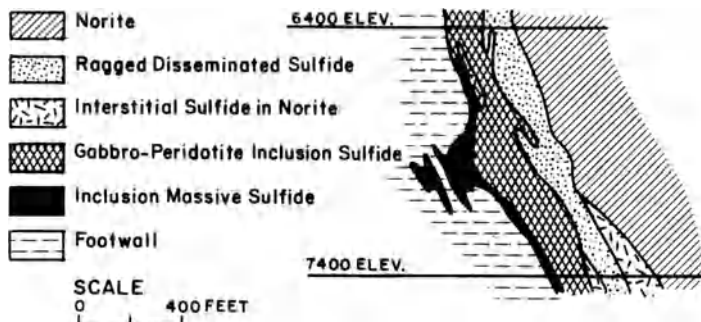 Norite
Ragged Disseminated Sulfide
Interstitial Sulfide in Norite
Gabbro-Peridotite Inclusion Sulfide
Inclusion Massive Sulfide
Footwall
SCALE
0 400 FEET
6400 ELEV.
7400 ELEV.